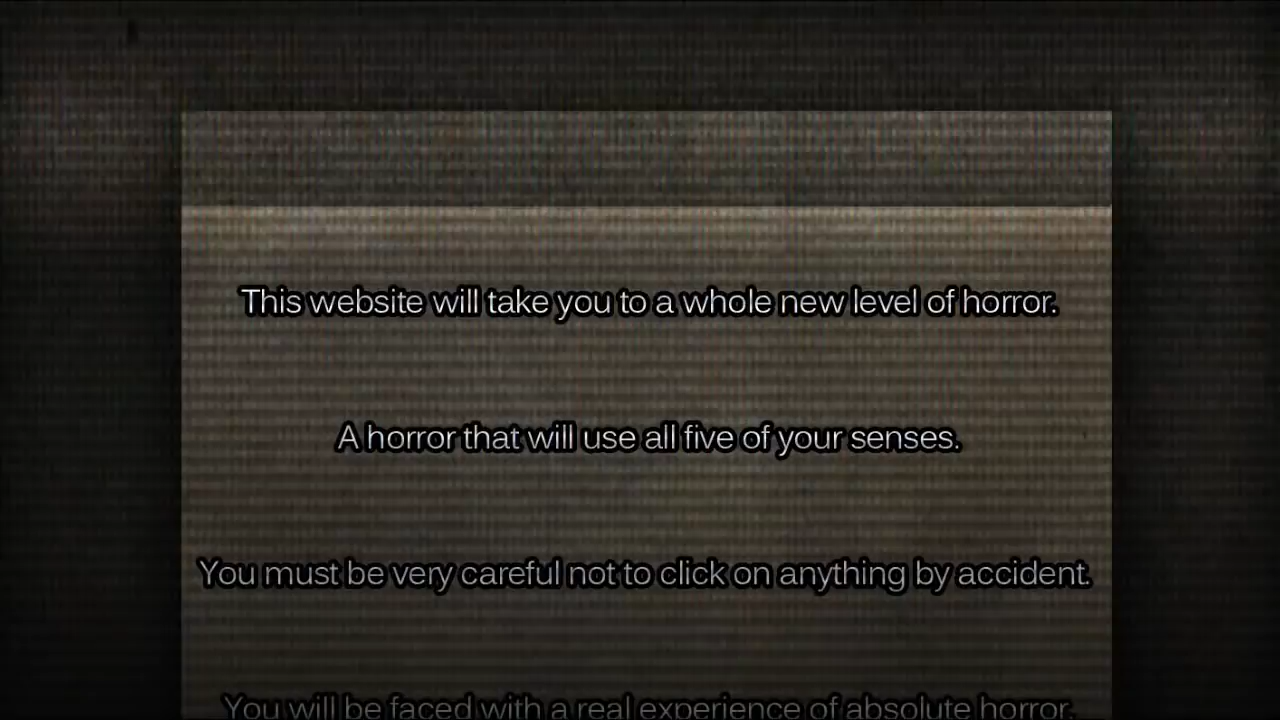 This website will take you to a whole new level of horror.
A horror that will use all five of your senses.
You must be very careful not to click on anything by accident.
You will be faced with a real experience of absolute horror.